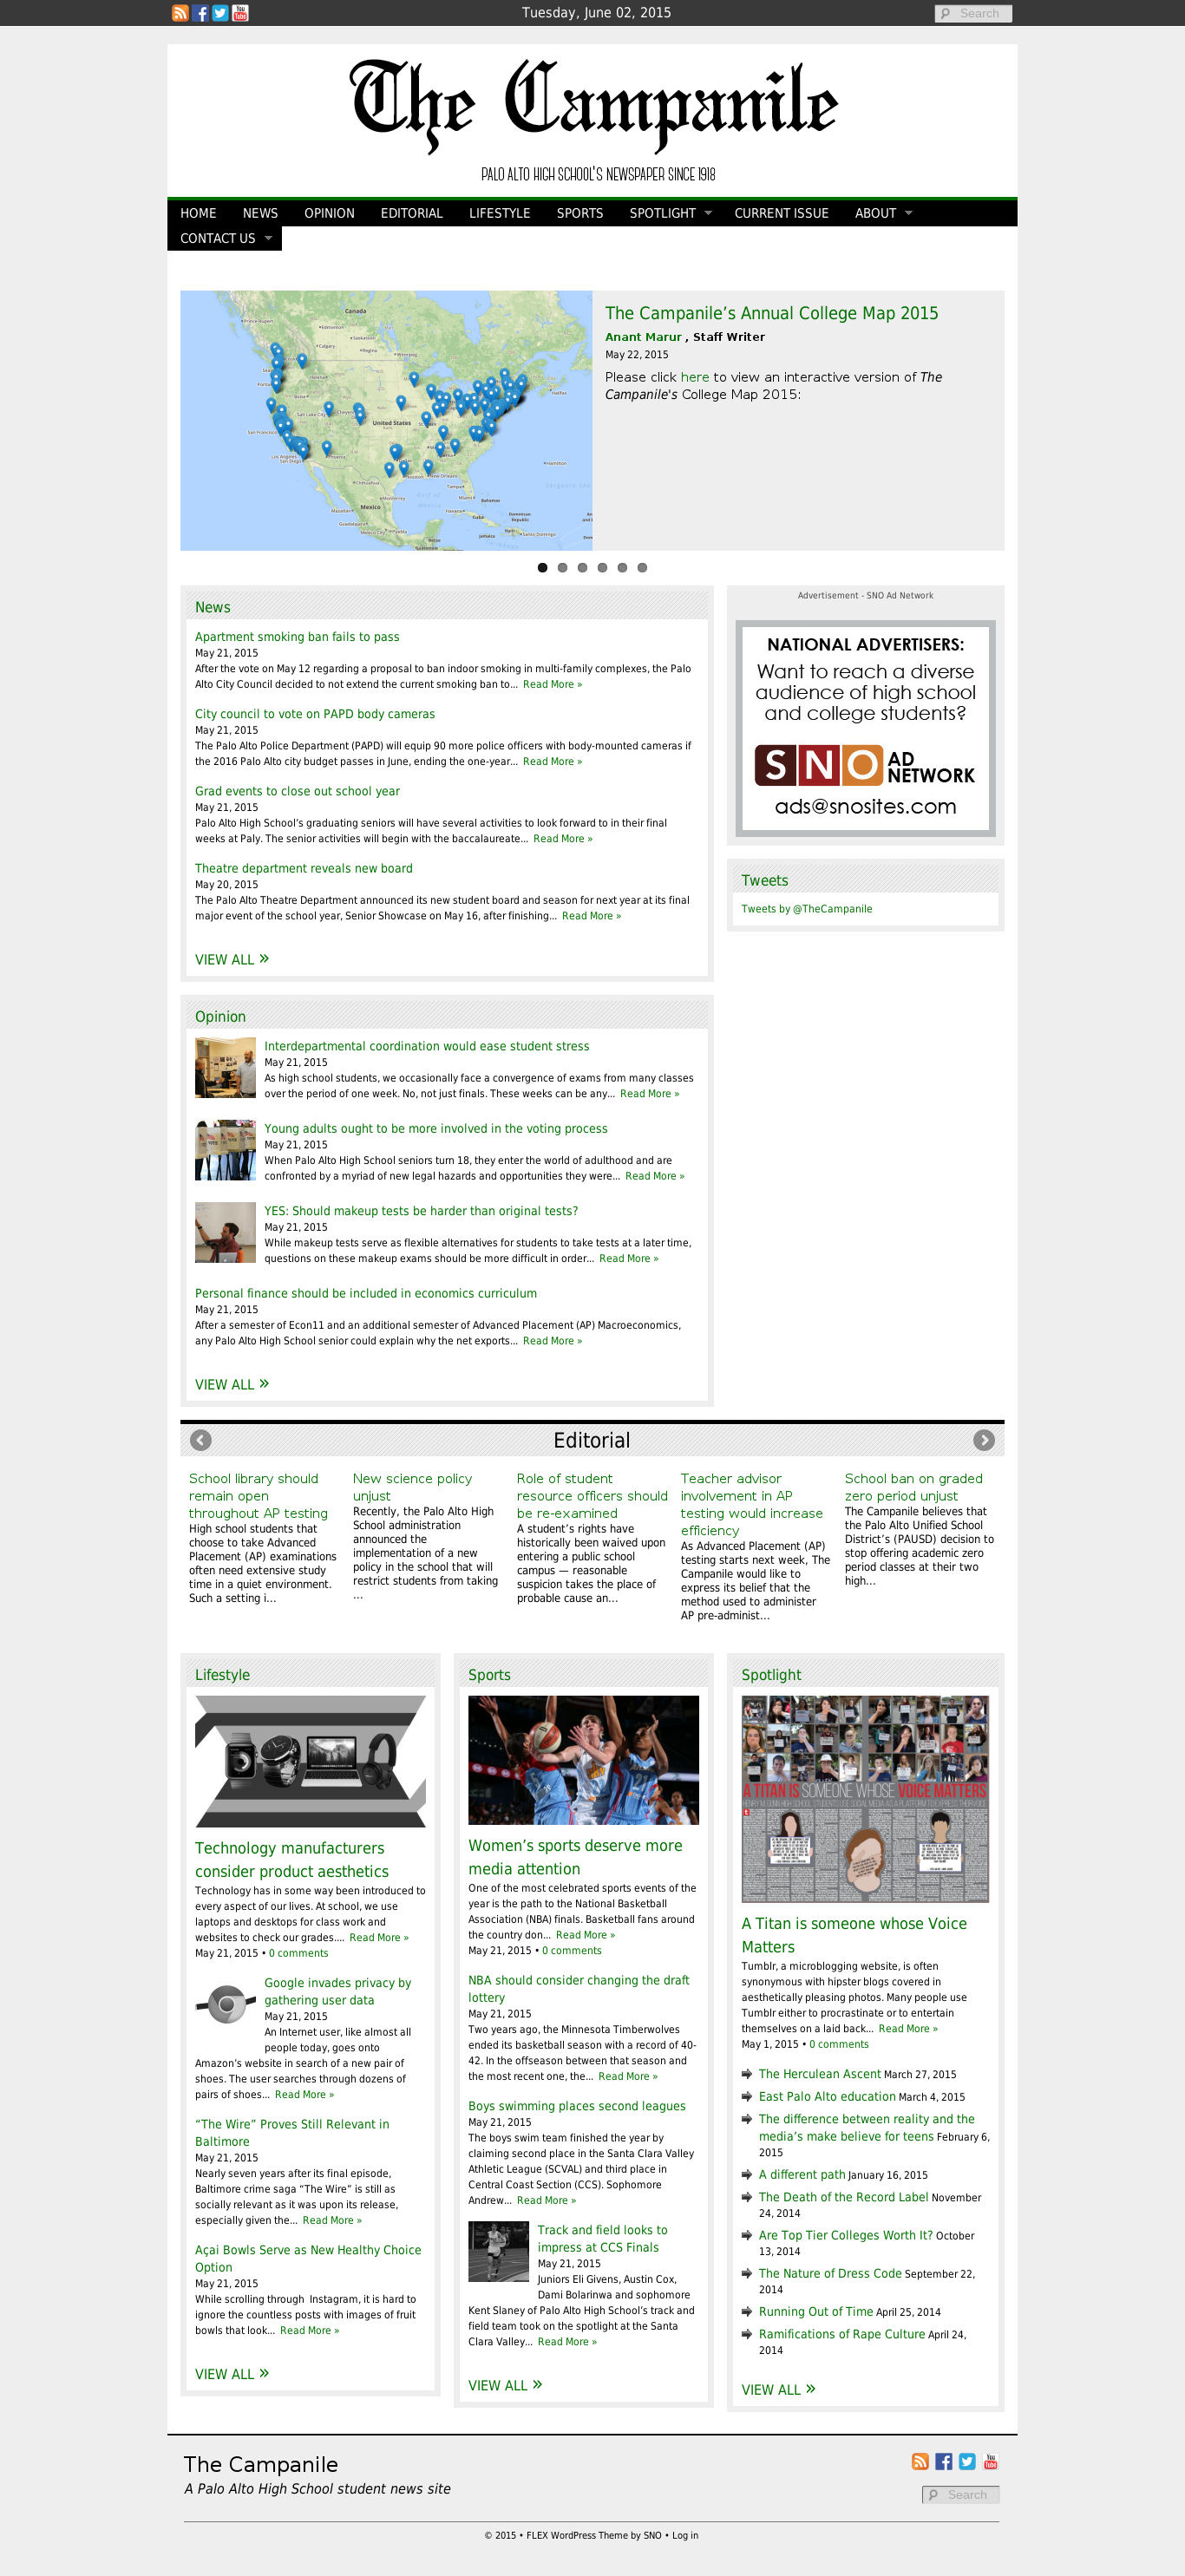 Tuesday, June 02, 2015
Search
The Campanile
PALO ALTO HIGH SCHOOL'S NEWSPAPER SINCE 1918
HOME NEWS OPINION EDITORIAL LIFESTYLE SPORTS SPOTLIGHT CURRENT ISSUE ABOUT
CONTACT US
The Campanile’s Annual College Map 2015
Anant Marur , Staff Writer
May 22, 2015
Please click here to view an interactive version of The
Campanile's College Map 2015:
Canada
United States
Mexico
News
Apartment smoking ban fails to pass
May 21, 2015
After the vote on May 12 regarding a proposal to ban indoor smoking in multi-family complexes, the Palo
Alto City Council decided to not extend the current smoking ban to... Read More »
City council to vote on PAPD body cameras
May 21, 2015
The Palo Alto Police Department (PAPD) will equip 90 more police officers with body-mounted cameras if
the 2016 Palo Alto city budget passes in June, ending the one-year... Read More »
Grad events to close out school year
May 21, 2015
Palo Alto High School’s graduating seniors will have several activities to look forward to in their final
weeks at Paly. The senior activities will begin with the baccalaureate... Read More »
Theatre department reveals new board
May 20, 2015
The Palo Alto Theatre Department announced its new student board and season for next year at its final
major event of the school year, Senior Showcase on May 16, after finishing... Read More »
VIEW ALL »
Advertisement - SNO Ad Network
NATIONAL ADVERTISERS:
Want to reach a diverse
audience of high school
and college students?
SNO AD
NETWORK
ads@snosites.com
Tweets
Tweets by @TheCampanile
Opinion
Interdepartmental coordination would ease student stress
May 21, 2015
As high school students, we occasionally face a convergence of exams from many classes
over the period of one week. No, not just finals. These weeks can be any... Read More »
Young adults ought to be more involved in the voting process
May 21, 2015
When Palo Alto High School seniors turn 18, they enter the world of adulthood and are
confronted by a myriad of new legal hazards and opportunities they were... Read More »
YES: Should makeup tests be harder than original tests?
May 21, 2015
While makeup tests serve as flexible alternatives for students to take tests at a later time,
questions on these makeup exams should be more difficult in order... Read More »
Personal finance should be included in economics curriculum
May 21, 2015
After a semester of Econ11 and an additional semester of Advanced Placement (AP) Macroeconomics,
any Palo Alto High School senior could explain why the net exports... Read More »
VIEW ALL »
Editorial
School library should
remain open
throughout AP testing
High school students that
choose to take Advanced
Placement (AP) examinations
often need extensive study
time in a quiet environment.
Such a setting i...
New science policy
unjust
Recently, the Palo Alto High
School administration
announced the
implementation of a new
policy in the school that will
restrict students from taking
...
Role of student
resource officers should
be re-examined
A student’s rights have
historically been waived upon
entering a public school
campus — reasonable
suspicion takes the place of
probable cause an...
Teacher advisor
involvement in AP
testing would increase
efficiency
As Advanced Placement (AP)
testing starts next week, The
Campanile would like to
express its belief that the
method used to administer
AP pre-administ...
School ban on graded
zero period unjust
The Campanile believes that
the Palo Alto Unified School
District’s (PAUSD) decision to
stop offering academic zero
period classes at their two
high...
Lifestyle
Technology manufacturers
consider product aesthetics
Technology has in some way been introduced to
every aspect of our lives. At school, we use
laptops and desktops for class work and
websites to check our grades.... Read More »
May 21, 2015 • 0 comments
Google invades privacy by
gathering user data
May 21, 2015
An Internet user, like almost all
people today, goes onto
Amazon’s website in search of a new pair of
shoes. The user searches through dozens of
pairs of shoes... Read More »
“The Wire” Proves Still Relevant in
Baltimore
May 21, 2015
Nearly seven years after its final episode,
Baltimore crime saga “The Wire” is still as
socially relevant as it was upon its release,
especially given the... Read More »
Açai Bowls Serve as New Healthy Choice
Option
May 21, 2015
While scrolling through Instagram, it is hard to
ignore the countless posts with images of fruit
bowls that look... Read More »
VIEW ALL »
Sports
Women’s sports deserve more
media attention
One of the most celebrated sports events of the
year is the path to the National Basketball
Association (NBA) finals. Basketball fans around
the country don... Read More »
May 21, 2015 • 0 comments
NBA should consider changing the draft
lottery
May 21, 2015
Two years ago, the Minnesota Timberwolves
ended its basketball season with a record of 40-
42. In the offseason between that season and
the most recent one, the... Read More »
Boys swimming places second leagues
May 21, 2015
The boys swim team finished the year by
claiming second place in the Santa Clara Valley
Athletic League (SCVAL) and third place in
Central Coast Section (CCS). Sophomore
Andrew... Read More »
Track and field looks to
impress at CCS Finals
May 21, 2015
Juniors Eli Givens, Austin Cox,
Dami Bolarinwa and sophomore
Kent Slaney of Palo Alto High School’s track and
field team took on the spotlight at the Santa
Clara Valley... Read More »
VIEW ALL »
Spotlight
A TITAN IS SOMEONE WHOSE VOICE MATTERS
A Titan is someone whose Voice
Matters
Tumblr, a microblogging website, is often
synonymous with hipster blogs covered in
aesthetically pleasing photos. Many people use
Tumblr either to procrastinate or to entertain
themselves on a laid back... Read More »
May 1, 2015 • 0 comments
The Herculean Ascent March 27, 2015
East Palo Alto education March 4, 2015
The difference between reality and the
media’s make believe for teens February 6,
2015
A different path January 16, 2015
The Death of the Record Label November
24, 2014
Are Top Tier Colleges Worth It? October
13, 2014
The Nature of Dress Code September 22,
2014
Running Out of Time April 25, 2014
Ramifications of Rape Culture April 24,
2014
VIEW ALL »
The Campanile
A Palo Alto High School student news site
Search
© 2015 • FLEX WordPress Theme by SNO • Log in